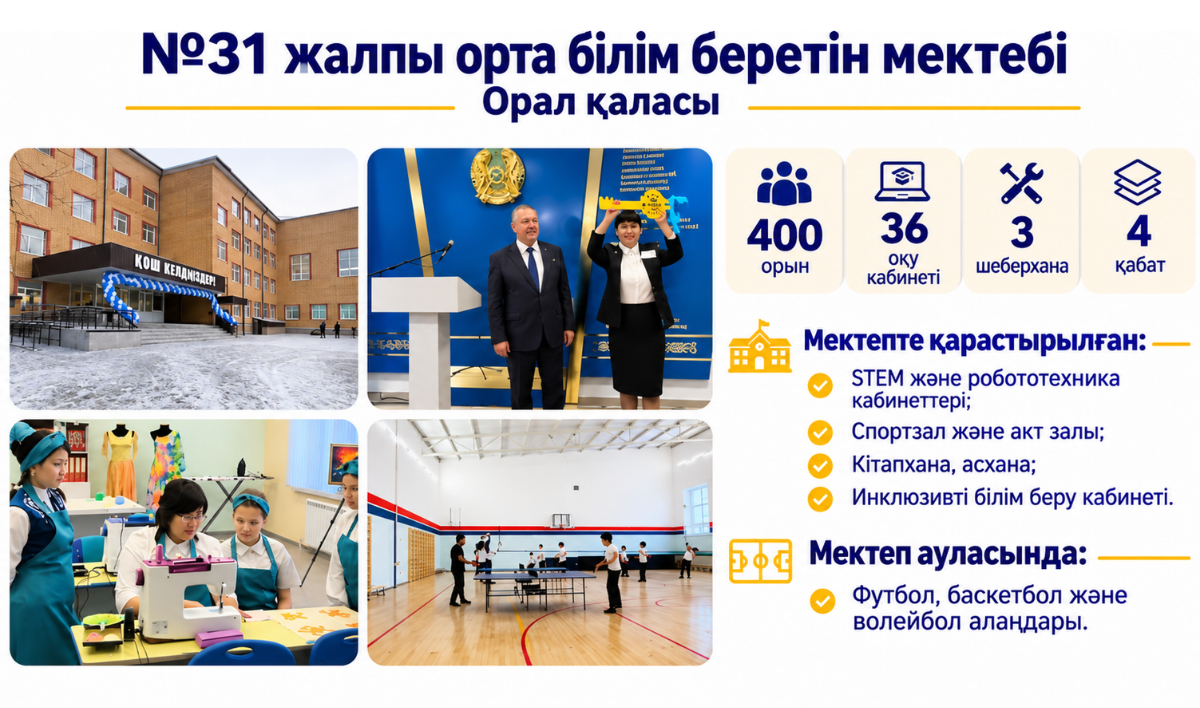 №31 жалпы орта білім беретін мектебі
Орал қаласы
ҚОШ КЕЛДІҢІЗДЕР!
400
орын
36
оқу
кабинеті
3
шеберхана
4
қабат
Мектепте қарастырылған:
STEM және робототехника
кабинеттері;
Спортзал және акт залы;
Кітапхана, асхана;
Инклюзивті білім беру кабинеті.
Мектеп ауласында:
Футбол, баскетбол және
волейбол алаңдары.